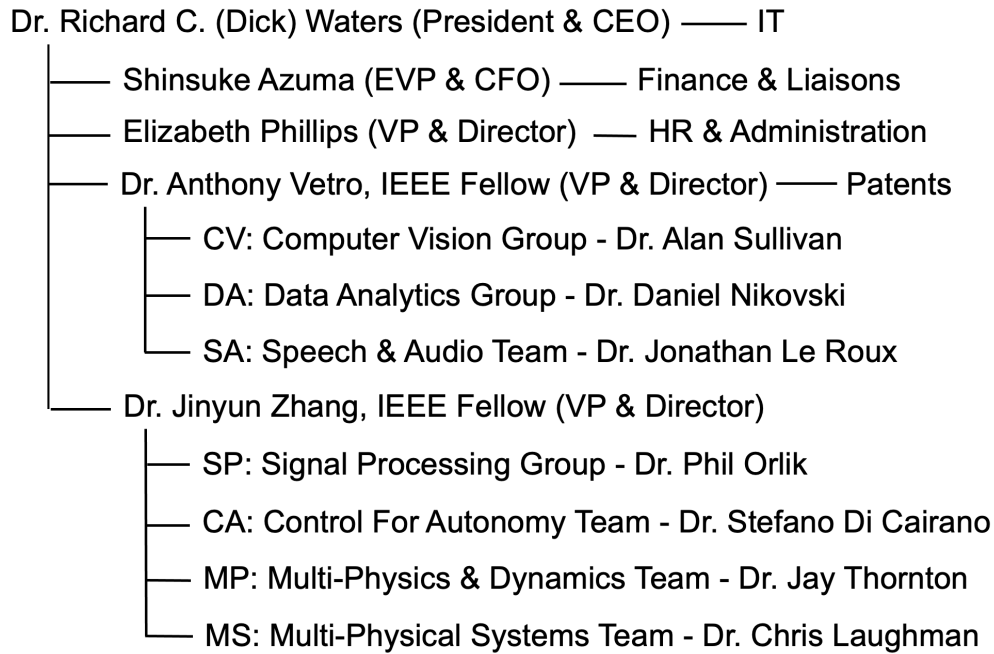 Dr. Richard C. (Dick) Waters (President & CEO) IT
Shinsuke Azuma (EVP & CFO) Finance & Liaisons
Elizabeth Phillips (VP & Director) HR & Administration
Dr. Anthony Vetro, IEEE Fellow (VP & Director) Patents
CV: Computer Vision Group - Dr. Alan Sullivan
DA: Data Analytics Group - Dr. Daniel Nikovski
SA: Speech & Audio Team - Dr. Jonathan Le Roux
Dr. Jinyun Zhang, IEEE Fellow (VP & Director)
SP: Signal Processing Group - Dr. Phil Orlik
CA: Control For Autonomy Team - Dr. Stefano Di Cairano
MP: Multi-Physics & Dynamics Team - Dr. Jay Thornton
MS: Multi-Physical Systems Team - Dr. Chris Laughman